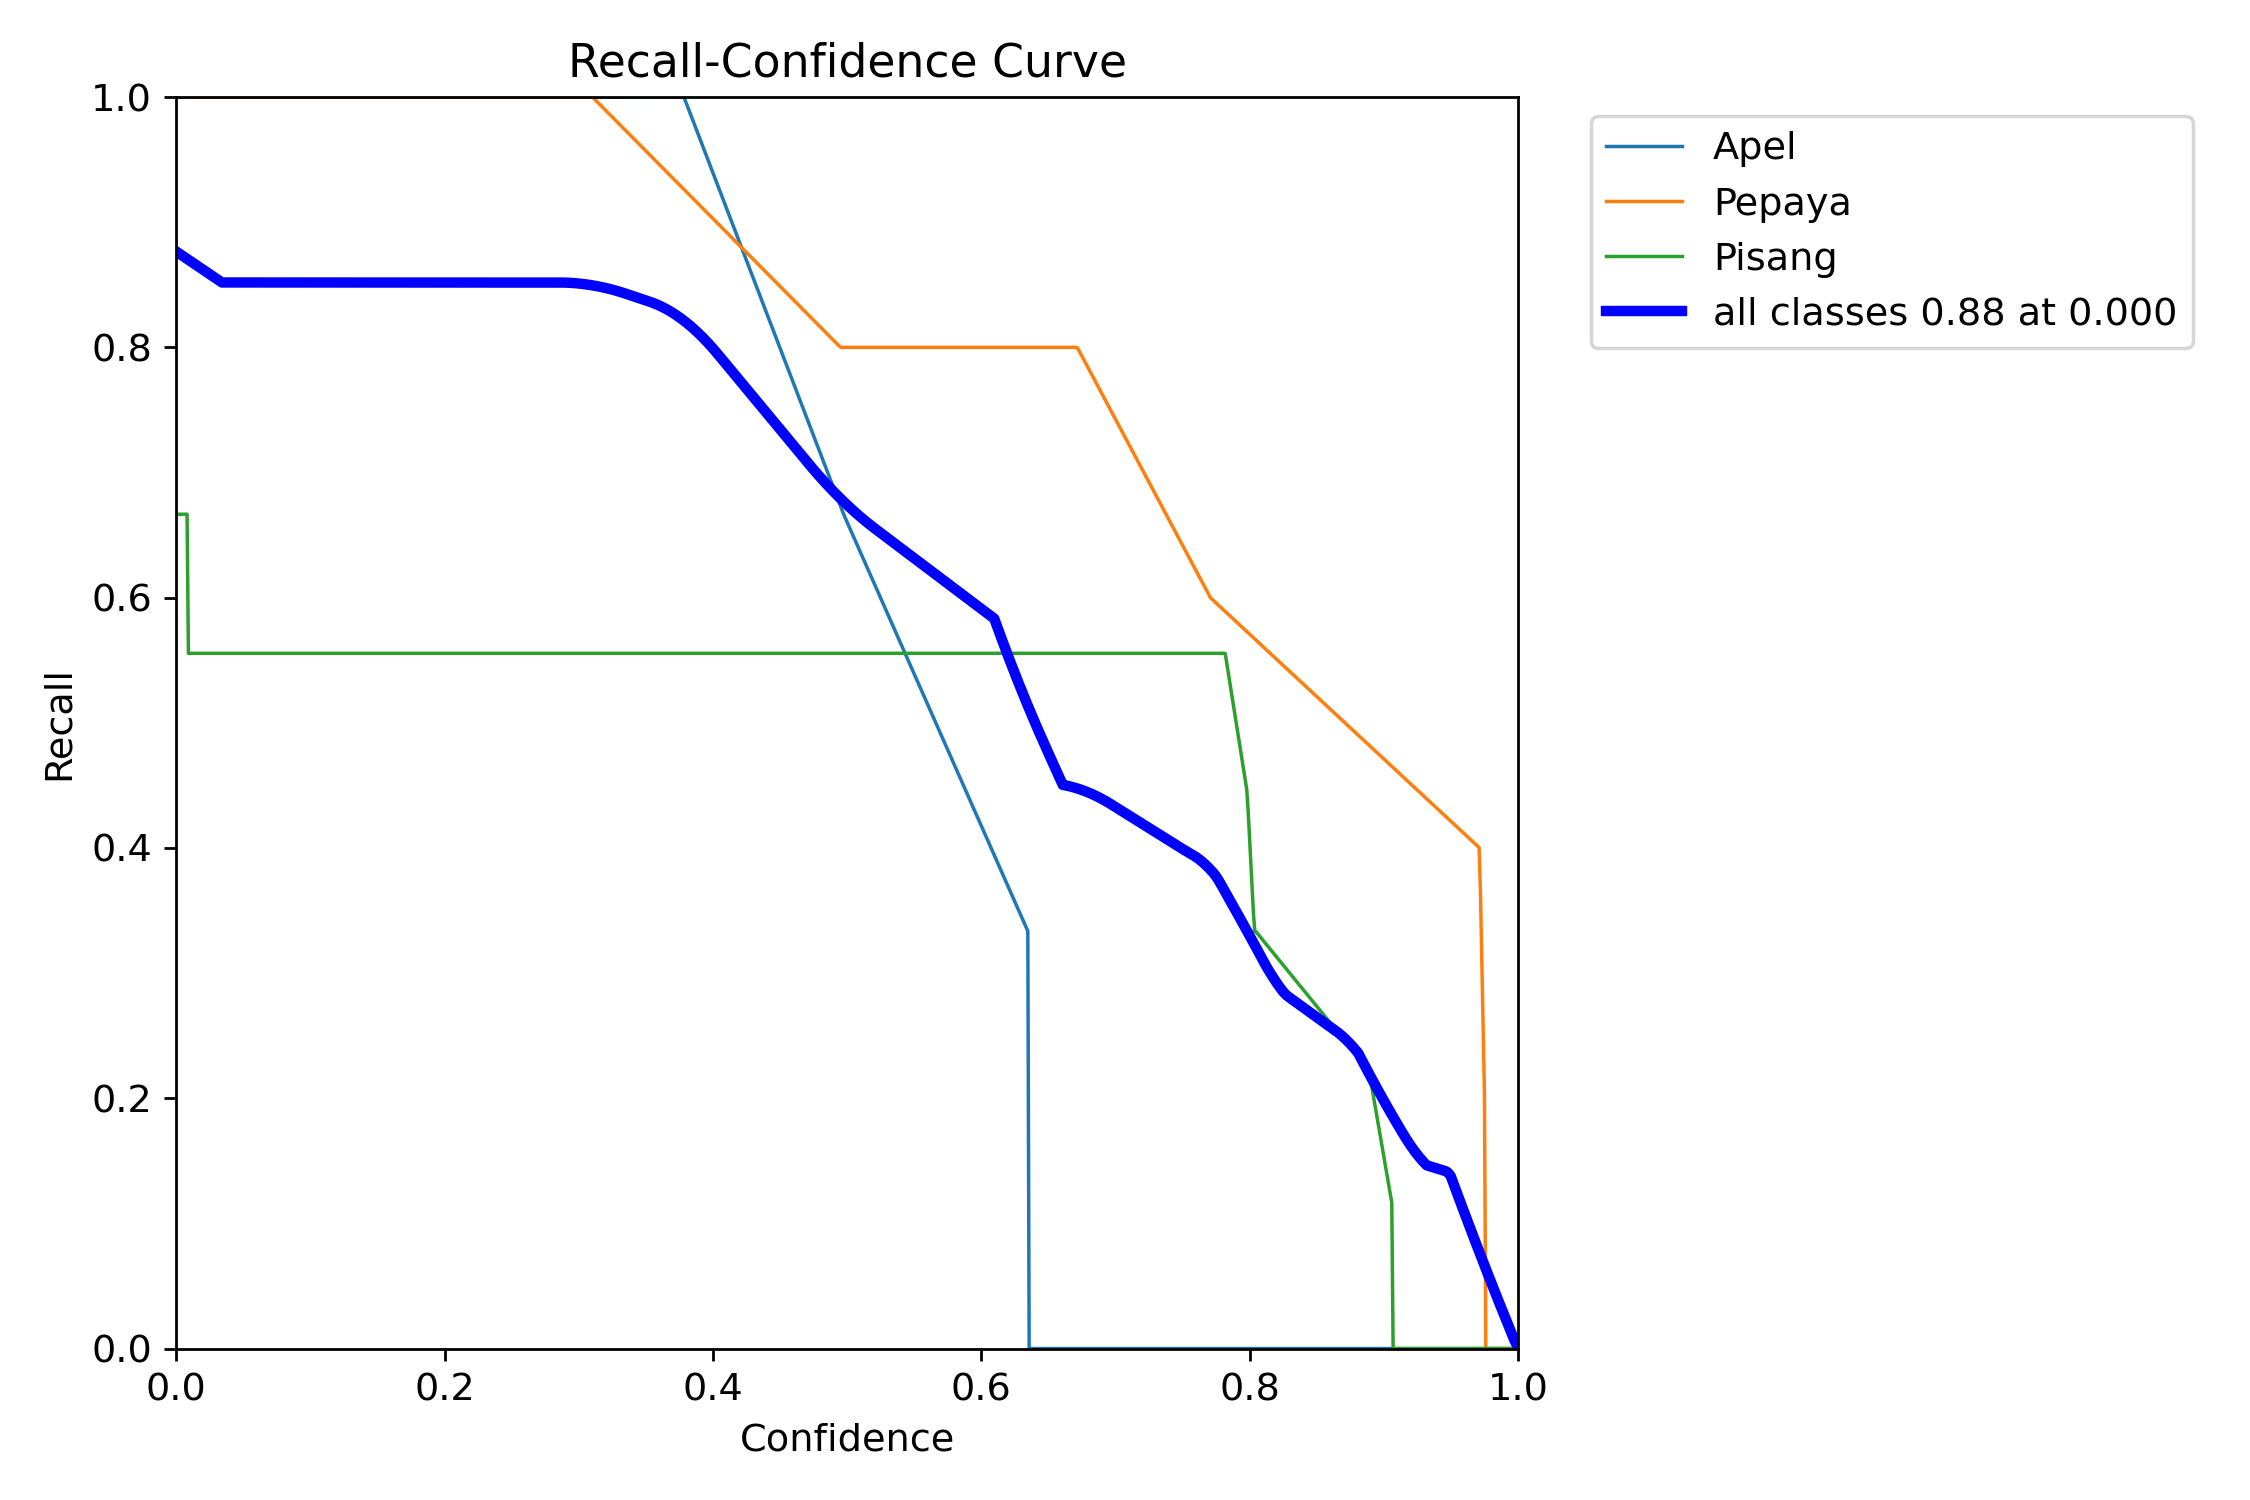 Recall-Confidence Curve
1.0
0.8
0.6
0.4
0.2
0.0
Recall
0.0 0.2 0.4 0.6 0.8 1.0
Confidence
Apel
Pepaya
Pisang
all classes 0.88 at 0.000